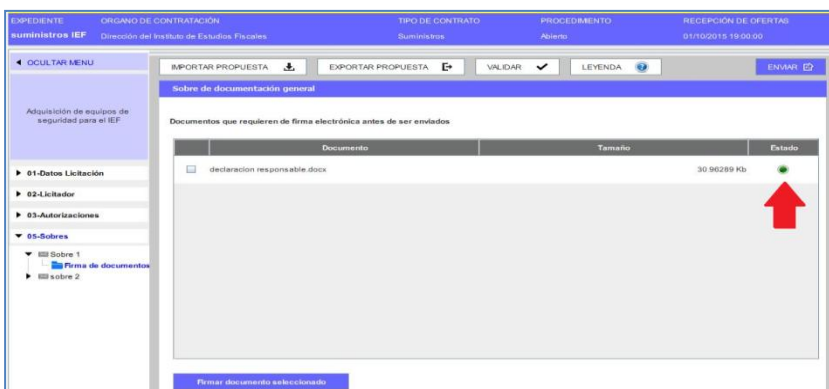 EXPEDIENTE ORGANO DE CONTRATACIÓN TIPO DE CONTRATO PROCEDIMIENTO RECEPCIÓN DE OFERTAS
suministros IEF Dirección del Instituto de Estudios Fiscales Suministros Abierto 01/10/2015 19:00:00
OCULTAR MENU
IMPORTAR PROPUESTA EXPORTAR PROPUESTA VALIDAR LEYENDA ENVIAR
Sobre de documentación general
Adquisición de equipos de
seguridad para el IEF
Documentos que requieren de firma electrónica antes de ser enviados
Documento Tamaño Estado
declaracion responsable.docx 30.96289 Kb
01-Datos Licitación
02-Licitador
03-Autorizaciones
05-Sobres
Sobre 1
Firma de documentos
sobre 2
Firmar documento seleccionado